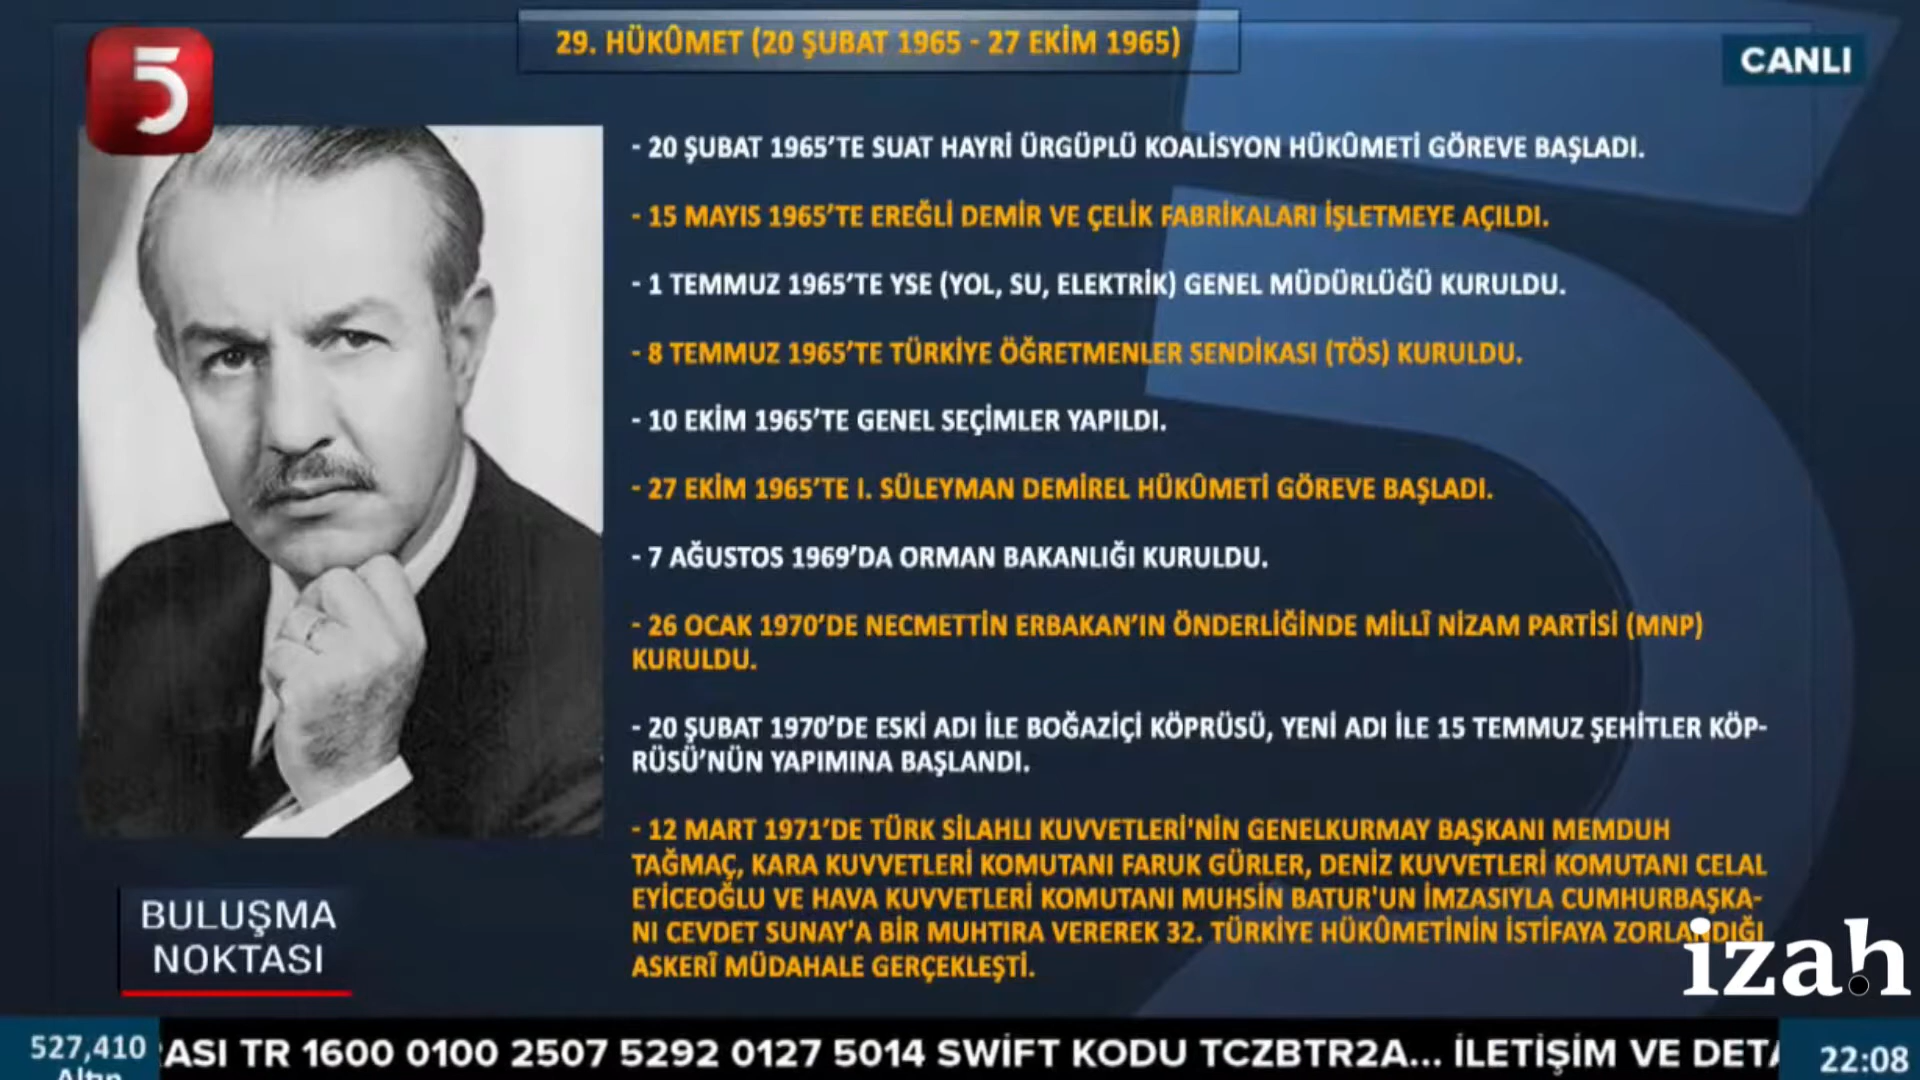 29. HÜKÛMET (20 ŞUBAT 1965 - 27 EKİM 1965)
5
CANLI
- 20 ŞUBAT 1965’TE SUAT HAYRİ ÜRGÜPLÜ KOALİSYON HÜKÛMETİ GÖREVE BAŞLADI.
- 15 MAYIS 1965’TE EREĞLİ DEMİR VE ÇELİK FABRİKALARI İŞLETMEYE AÇILDI.
- 1 TEMMUZ 1965’TE YSE (YOL, SU, ELEKTRİK) GENEL MÜDÜRLÜĞÜ KURULDU.
- 8 TEMMUZ 1965’TE TÜRKİYE ÖĞRETMENLER SENDİKASI (TÖS) KURULDU.
- 10 EKİM 1965’TE GENEL SEÇİMLER YAPILDI.
- 27 EKİM 1965’TE I. SÜLEYMAN DEMİREL HÜKÛMETİ GÖREVE BAŞLADI.
- 7 AĞUSTOS 1969’DA ORMAN BAKANLIĞI KURULDU.
- 26 OCAK 1970’DE NECMETTİN ERBAKAN’IN ÖNDERLİĞİNDE MİLLÎ NİZAM PARTİSİ (MNP)
KURULDU.
- 20 ŞUBAT 1970’DE ESKİ ADI İLE BOĞAZİÇİ KÖPRÜSÜ, YENİ ADI İLE 15 TEMMUZ ŞEHİTLER KÖP-
RÜSÜ’NÜN YAPIMINA BAŞLANDI.
- 12 MART 1971’DE TÜRK SİLAHLI KUVVETLERİ'NİN GENELKURMAY BAŞKANI MEMDUH
TAĞMAÇ, KARA KUVVETLERİ KOMUTANI FARUK GÜRLER, DENİZ KUVVETLERİ KOMUTANI CELAL
EYİCEOĞLU VE HAVA KUVVETLERİ KOMUTANI MUHSİN BATUR'UN İMZASIYLA CUMHURBAŞKA-
NI CEVDET SUNAY'A BİR MUHTIRA VEREREK 32. TÜRKİYE HÜKÛMETİNİN İSTİFAYA ZORLANDIĞI
ASKERÎ MÜDAHALE GERÇEKLEŞTİ.
BULUŞMA
NOKTASI
izah
527,410
Altın
RASI TR 1600 0100 2507 5292 0127 5014 SWİFT KODU TCZBTR2A... İLETİŞİM VE DETA
22:08